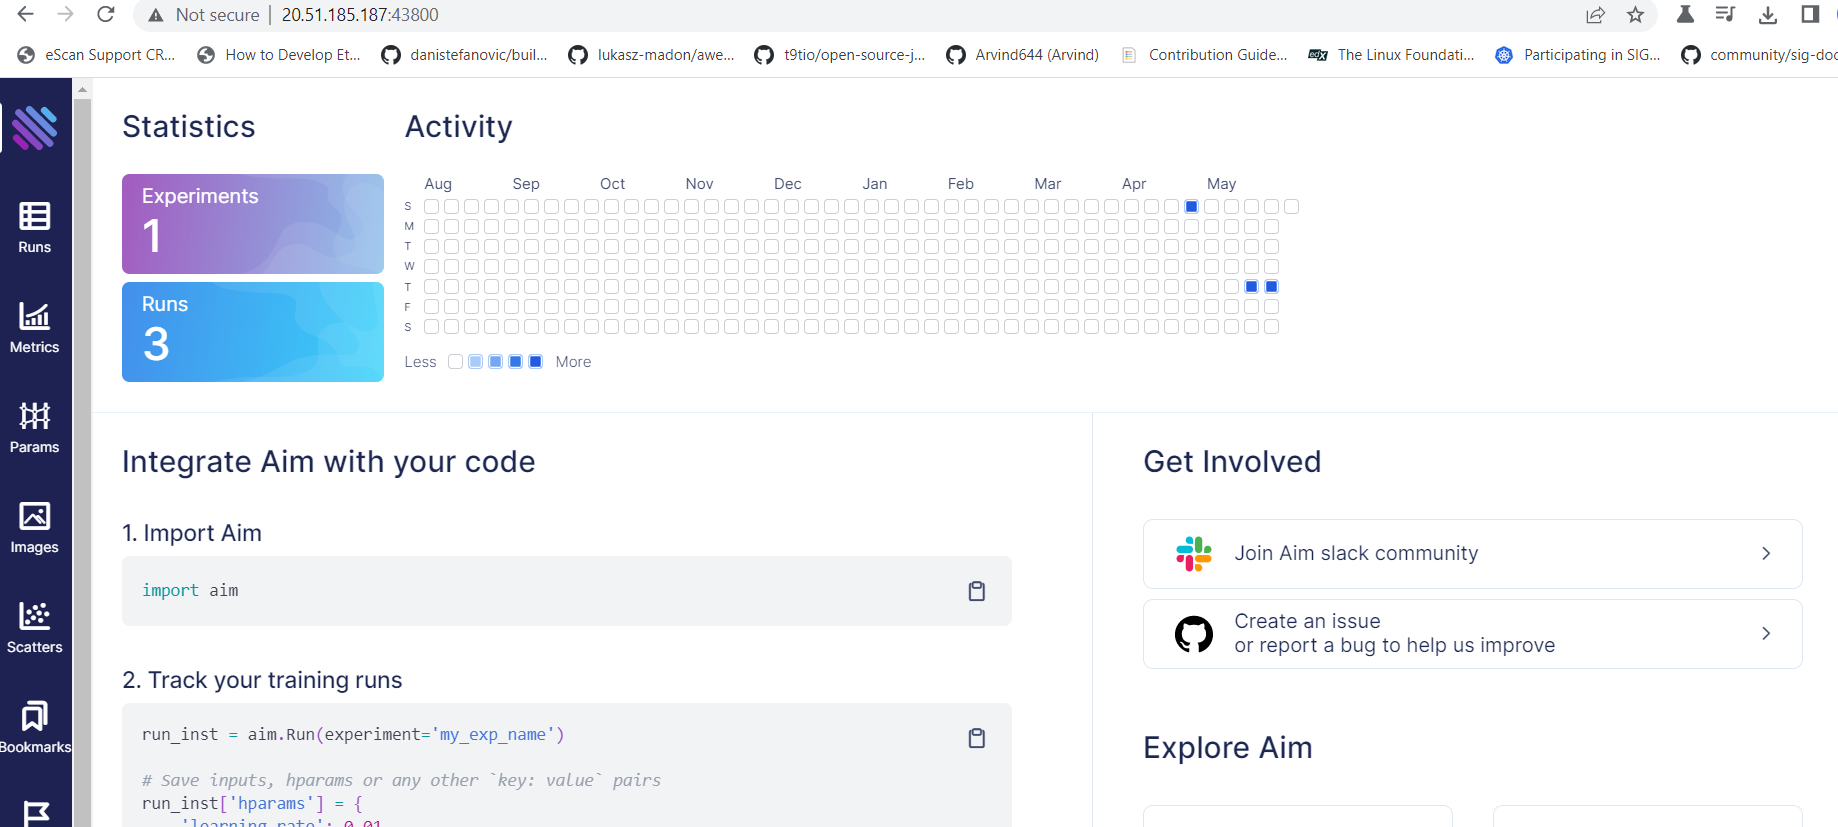 Not secure | 20.51.185.187:43800
eScan Support CR... How to Develop Et... danistefanovic/buil... lukasz-madon/awe... t9tio/open-source-j... Arvind644 (Arvind) Contribution Guide... edX The Linux Foundati... Participating in SIG... community/sig-doc
Statistics
Activity
Experiments
1
Runs
3
Aug Sep Oct Nov Dec Jan Feb Mar Apr May
S
M
T
W
T
F
S
Less More
Runs
Metrics
Params
Images
Scatters
Bookmarks
Integrate Aim with your code
1. Import Aim
import aim
2. Track your training runs
run_inst = aim.Run(experiment='my_exp_name')
# Save inputs, hparams or any other `key: value` pairs
run_inst['hparams'] = {
'learning_rate': 0.01,
Get Involved
Join Aim slack community
Create an issue
or report a bug to help us improve
Explore Aim